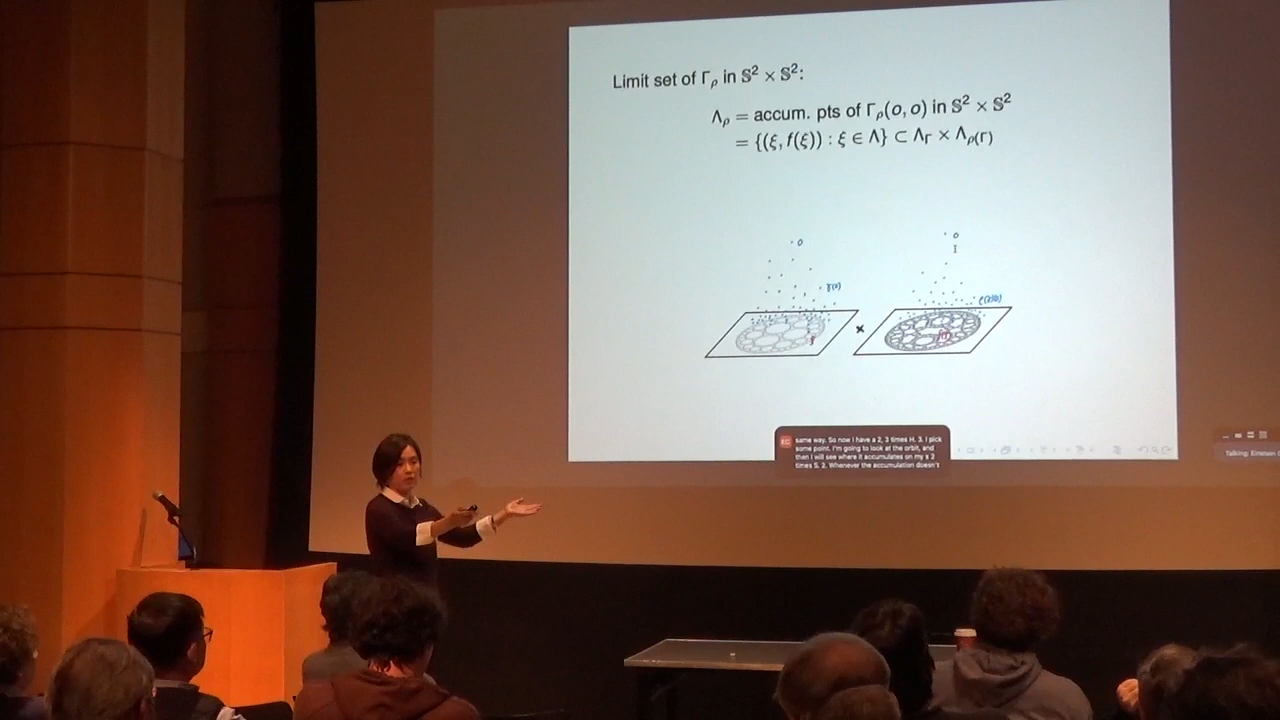 Limit set of Γρ in 𝕊² × 𝕊²:
Λρ = accum. pts of Γρ(o, o) in 𝕊² × 𝕊²
= {(ξ, f(ξ)) : ξ ∈ Λ} ⊂ ΛΓ × Λρ(Γ)
o
o
γ(o)
ρ(γ)(o)
ξ
×
f(ξ)
same way. So now I have a 2, 3 times H. 3. I pick
some point. I'm going to look at the orbit, and
then I will see where it accumulates on my s 2
times S. 2. Whenever the accumulation doesn't
Talking: